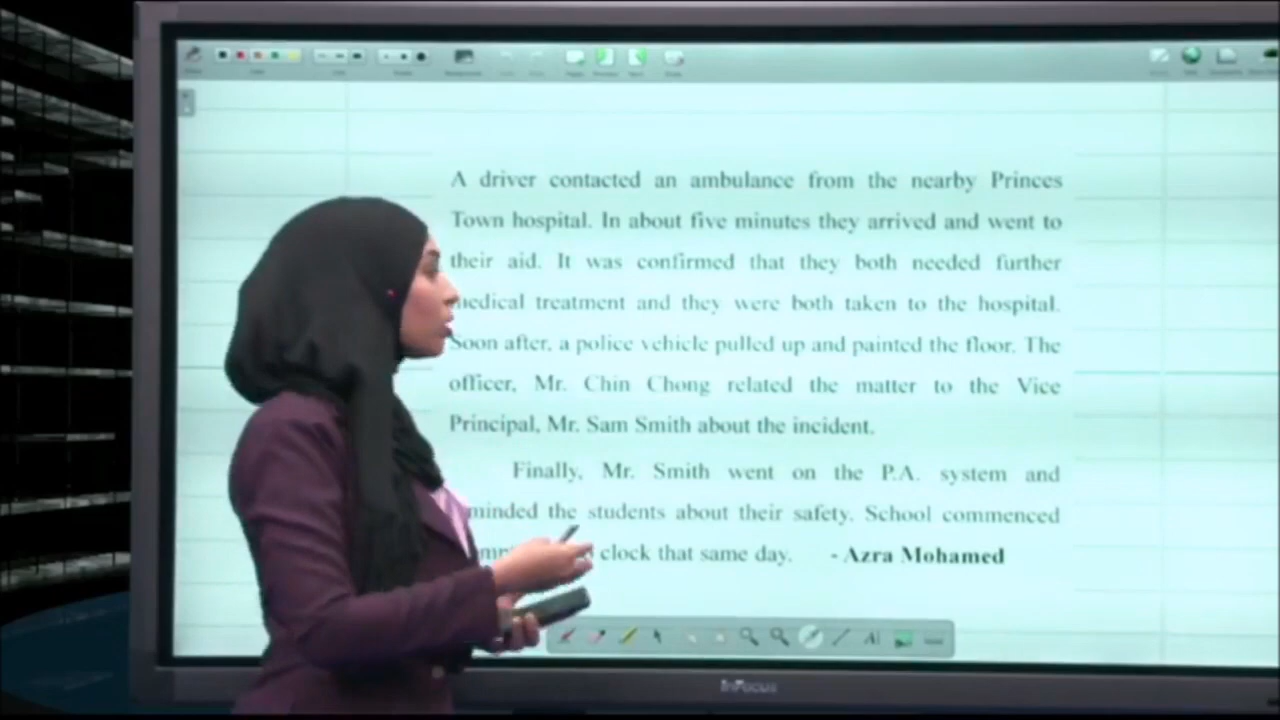 A driver contacted an ambulance from the nearby Princes
Town hospital. In about five minutes they arrived and went to
their aid. It was confirmed that they both needed further
medical treatment and they were both taken to the hospital.
Soon after, a police vehicle pulled up and painted the floor. The
officer, Mr. Chin Chong related the matter to the Vice
Principal, Mr. Sam Smith about the incident.
Finally, Mr. Smith went on the P.A. system and
minded the students about their safety. School commenced
clock that same day. - Azra Mohamed
InFocus